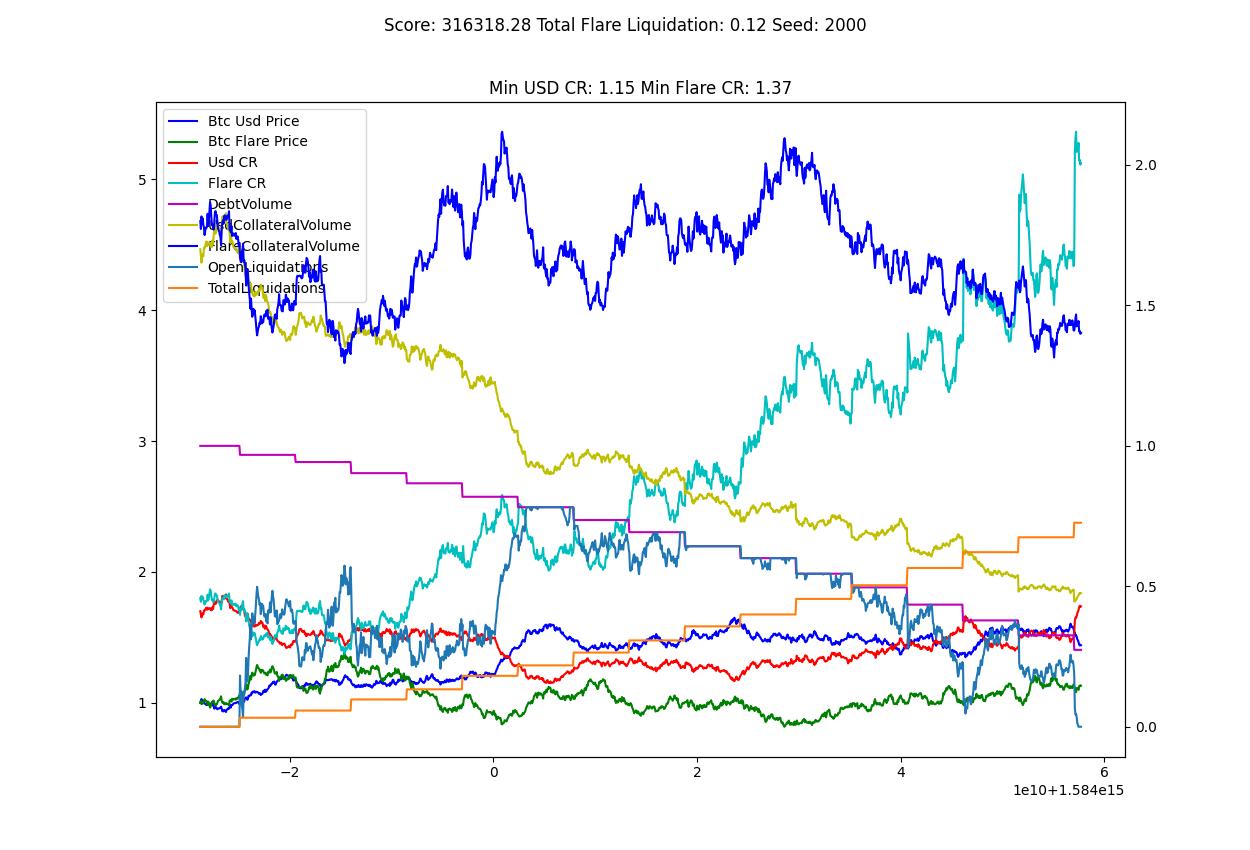 Score: 316318.28 Total Flare Liquidation: 0.12 Seed: 2000
Min USD CR: 1.15 Min Flare CR: 1.37
Btc Usd Price
Btc Flare Price
Usd CR
Flare CR
DebtVolume
UsdCollateralVolume
FlareCollateralVolume
OpenLiquidations
TotalLiquidations
5
4
3
2
1
2.0
1.5
1.0
0.5
0.0
−2
0
2
4
6
1e10+1.584e15